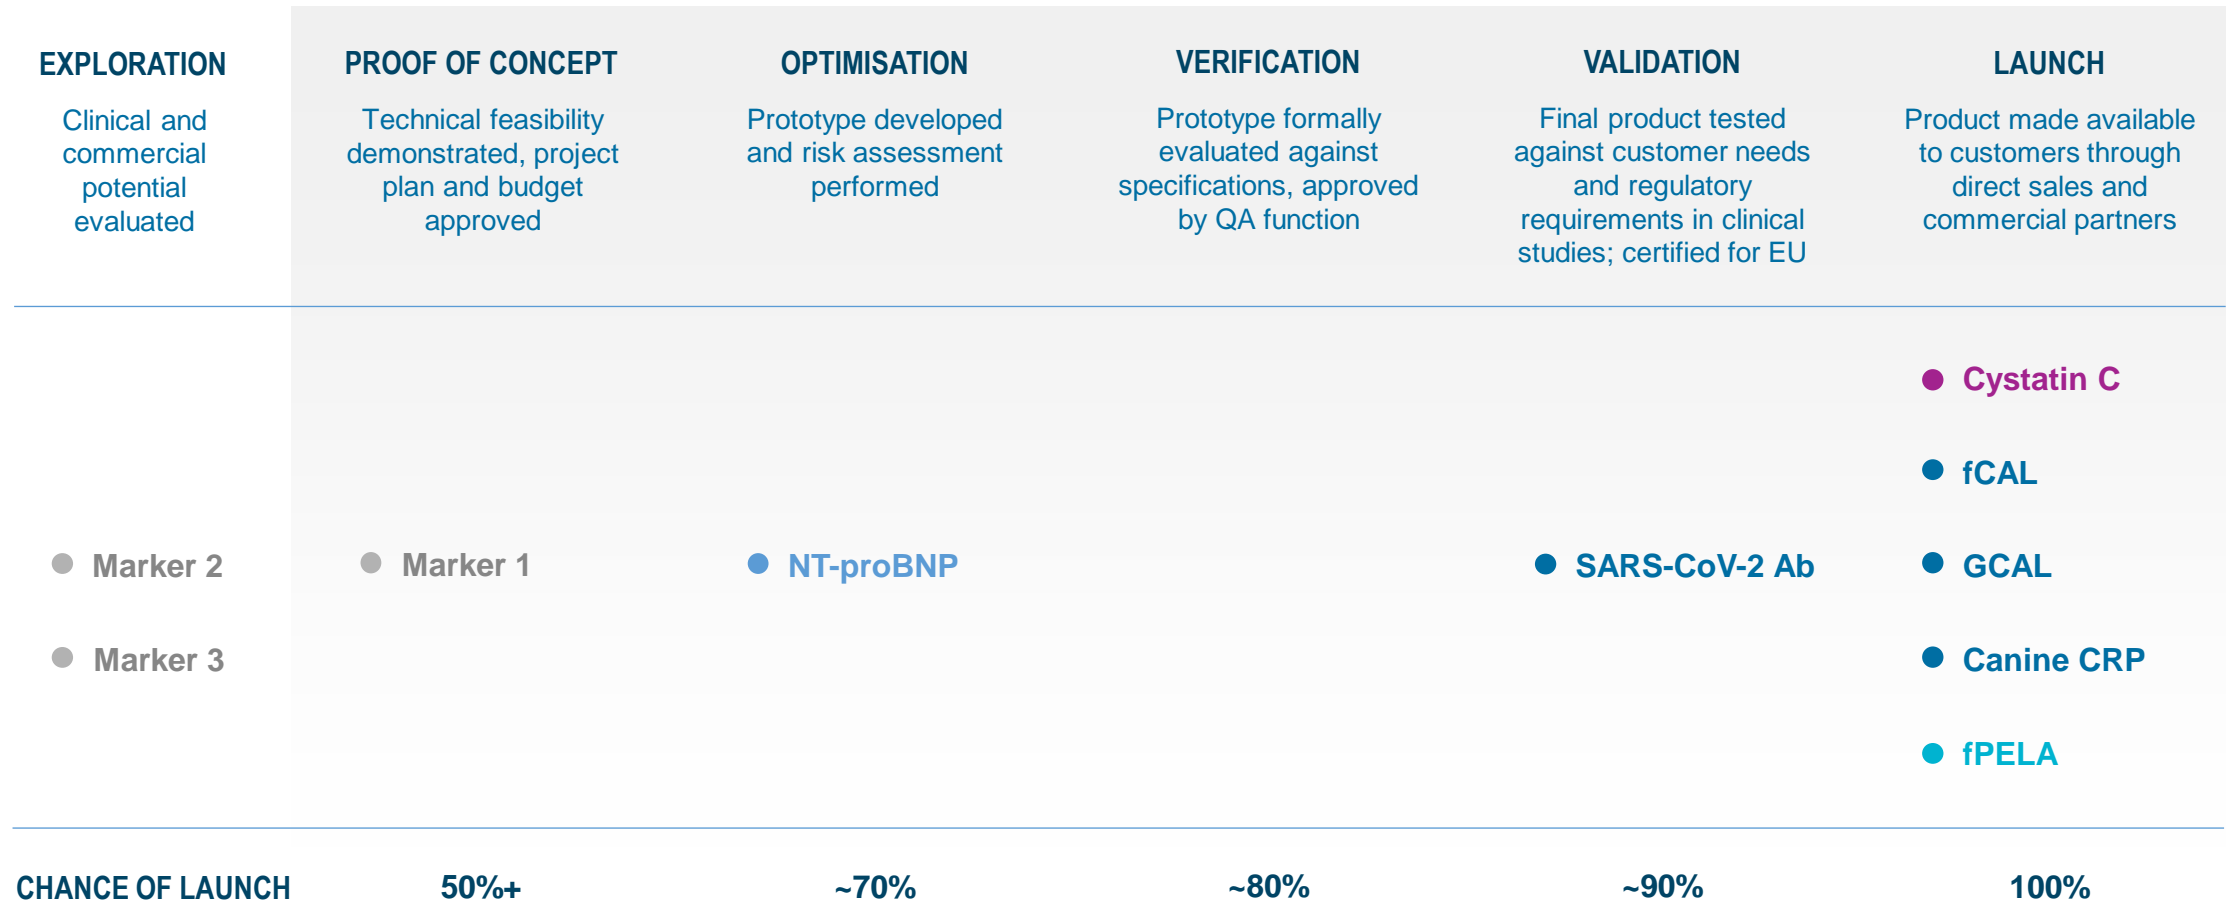 EXPLORATION
Clinical and
commercial
potential
evaluated
PROOF OF CONCEPT
Technical feasibility
demonstrated, project
plan and budget
approved
OPTIMISATION
Prototype developed
and risk assessment
performed
VERIFICATION
Prototype formally
evaluated against
specifications, approved
by QA function
VALIDATION
Final product tested
against customer needs
and regulatory
requirements in clinical
studies; certified for EU
LAUNCH
Product made available
to customers through
direct sales and
commercial partners
Marker 2
Marker 3
Marker 1
NT-proBNP
SARS-CoV-2 Ab
Cystatin C
fCAL
GCAL
Canine CRP
fPELA
CHANCE OF LAUNCH
50%+
~70%
~80%
~90%
100%